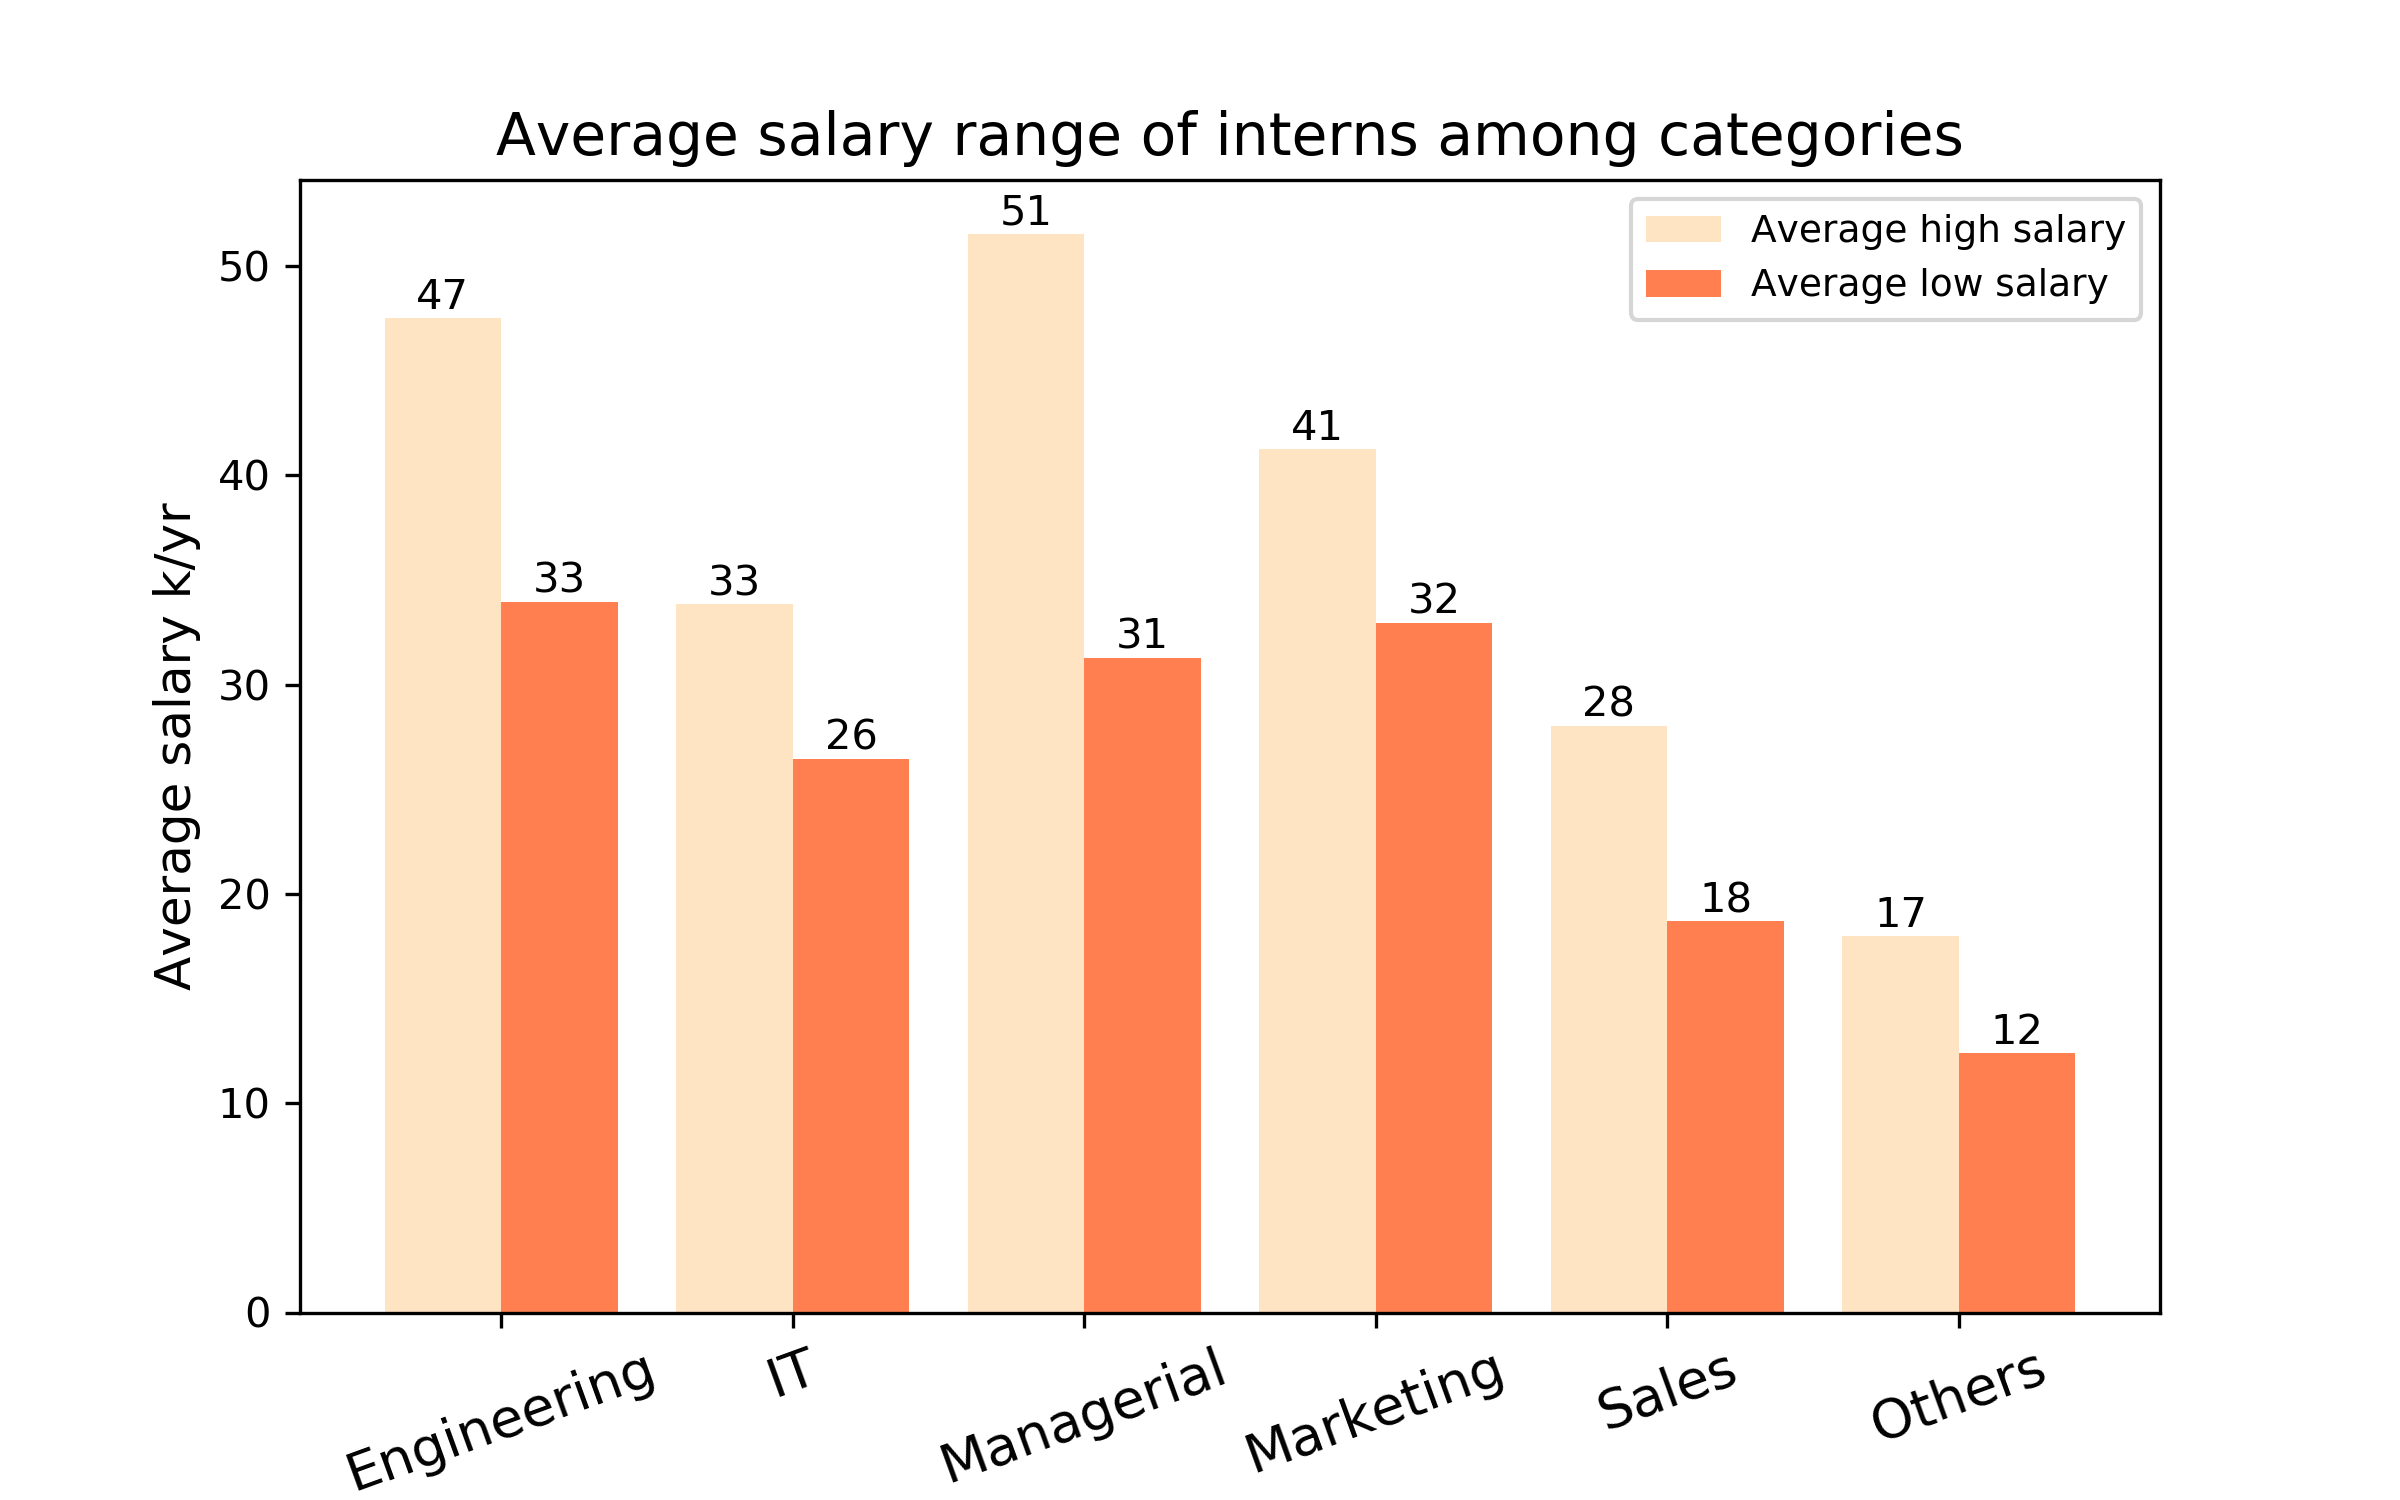 Average salary range of interns among categories
Average high salary
Average low salary
Average salary k/yr
50
40
30
20
10
0
47
33
33
26
51
31
41
32
28
18
17
12
Engineering
IT
Managerial
Marketing
Sales
Others